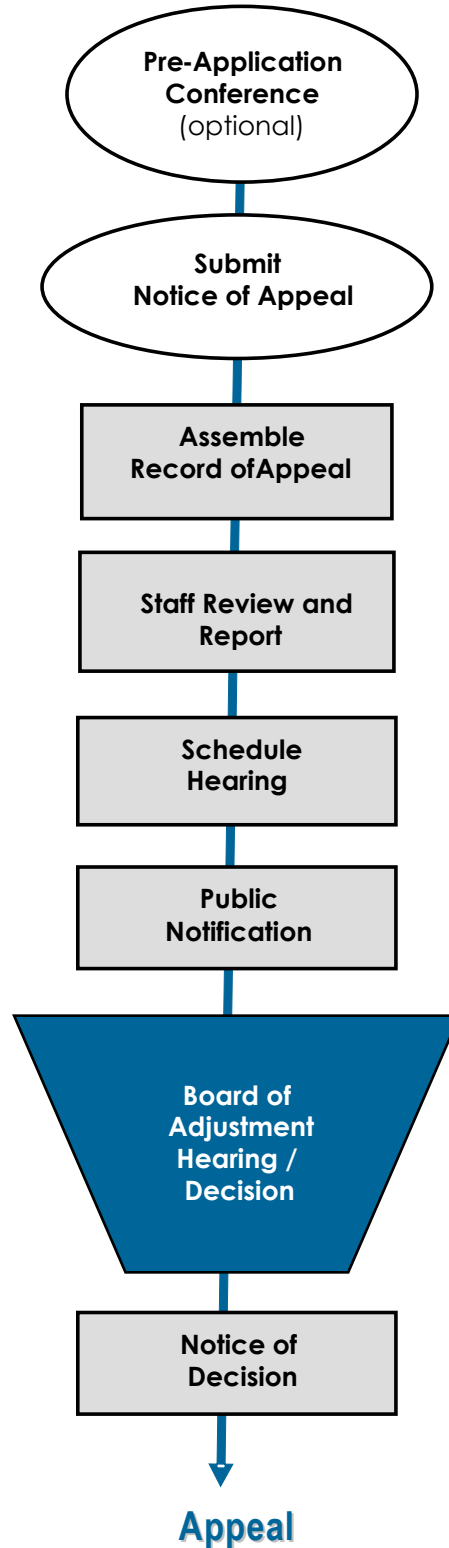 Pre-Application
Conference
(optional)
Submit
Notice of Appeal
Assemble
Record ofAppeal
Staff Review and
Report
Schedule
Hearing
Public
Notification
Board of
Adjustment
Hearing /
Decision
Notice of
Decision
Appeal